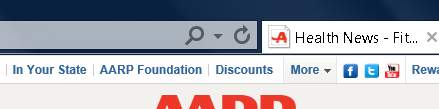 Health News - Fit...
In Your State | AARP Foundation | Discounts More Rewa
AARP